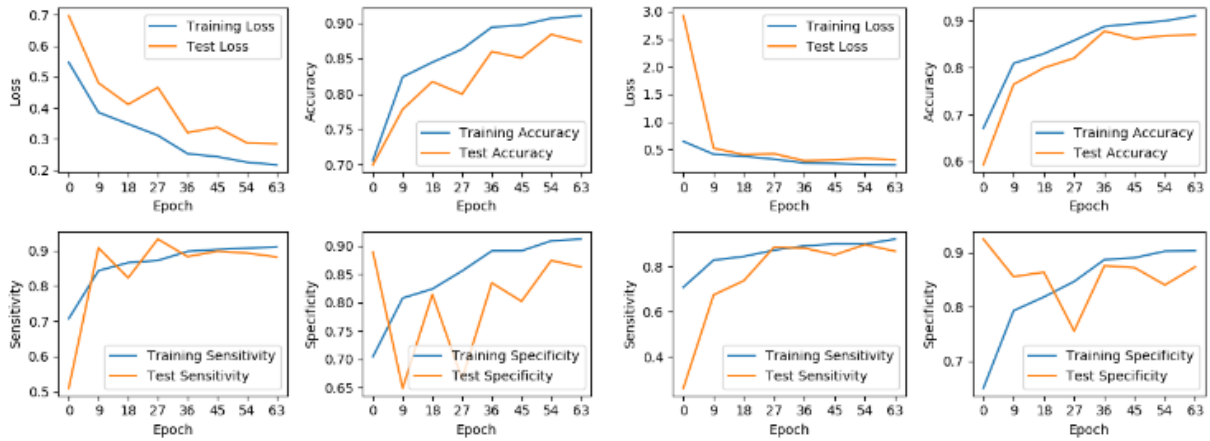 0.7
0.6
0.5
0.4
0.3
0.2
Loss
Training Loss
Test Loss
0 9 18 27 36 45 54 63
Epoch
0.90
0.85
0.80
0.75
0.70
Accuracy
Training Accuracy
Test Accuracy
0 9 18 27 36 45 54 63
Epoch
3.0
2.5
2.0
1.5
1.0
0.5
Loss
Training Loss
Test Loss
0 9 18 27 36 45 54 63
Epoch
0.9
0.8
0.7
0.6
Accuracy
Training Accuracy
Test Accuracy
0 9 18 27 36 45 54 63
Epoch
0.9
0.8
0.7
0.6
0.5
Sensitivity
Training Sensitivity
Test Sensitivity
0 9 18 27 36 45 54 63
Epoch
0.90
0.85
0.80
0.75
0.70
0.65
Specificity
Training Specificity
Test Specificity
0 9 18 27 36 45 54 63
Epoch
0.8
0.6
0.4
Sensitivity
Training Sensitivity
Test Sensitivity
0 9 18 27 36 45 54 63
Epoch
0.9
0.8
0.7
Specificity
Training Specificity
Test Specificity
0 9 18 27 36 45 54 63
Epoch